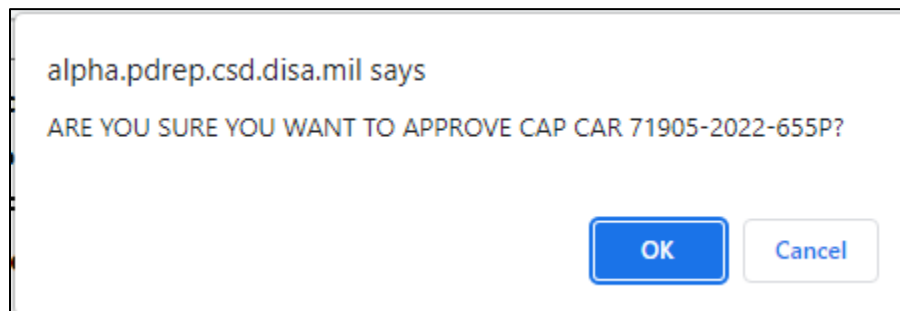 alpha.pdrep.csd.disa.mil says
ARE YOU SURE YOU WANT TO APPROVE CAP CAR 71905-2022-655P?
OK
Cancel